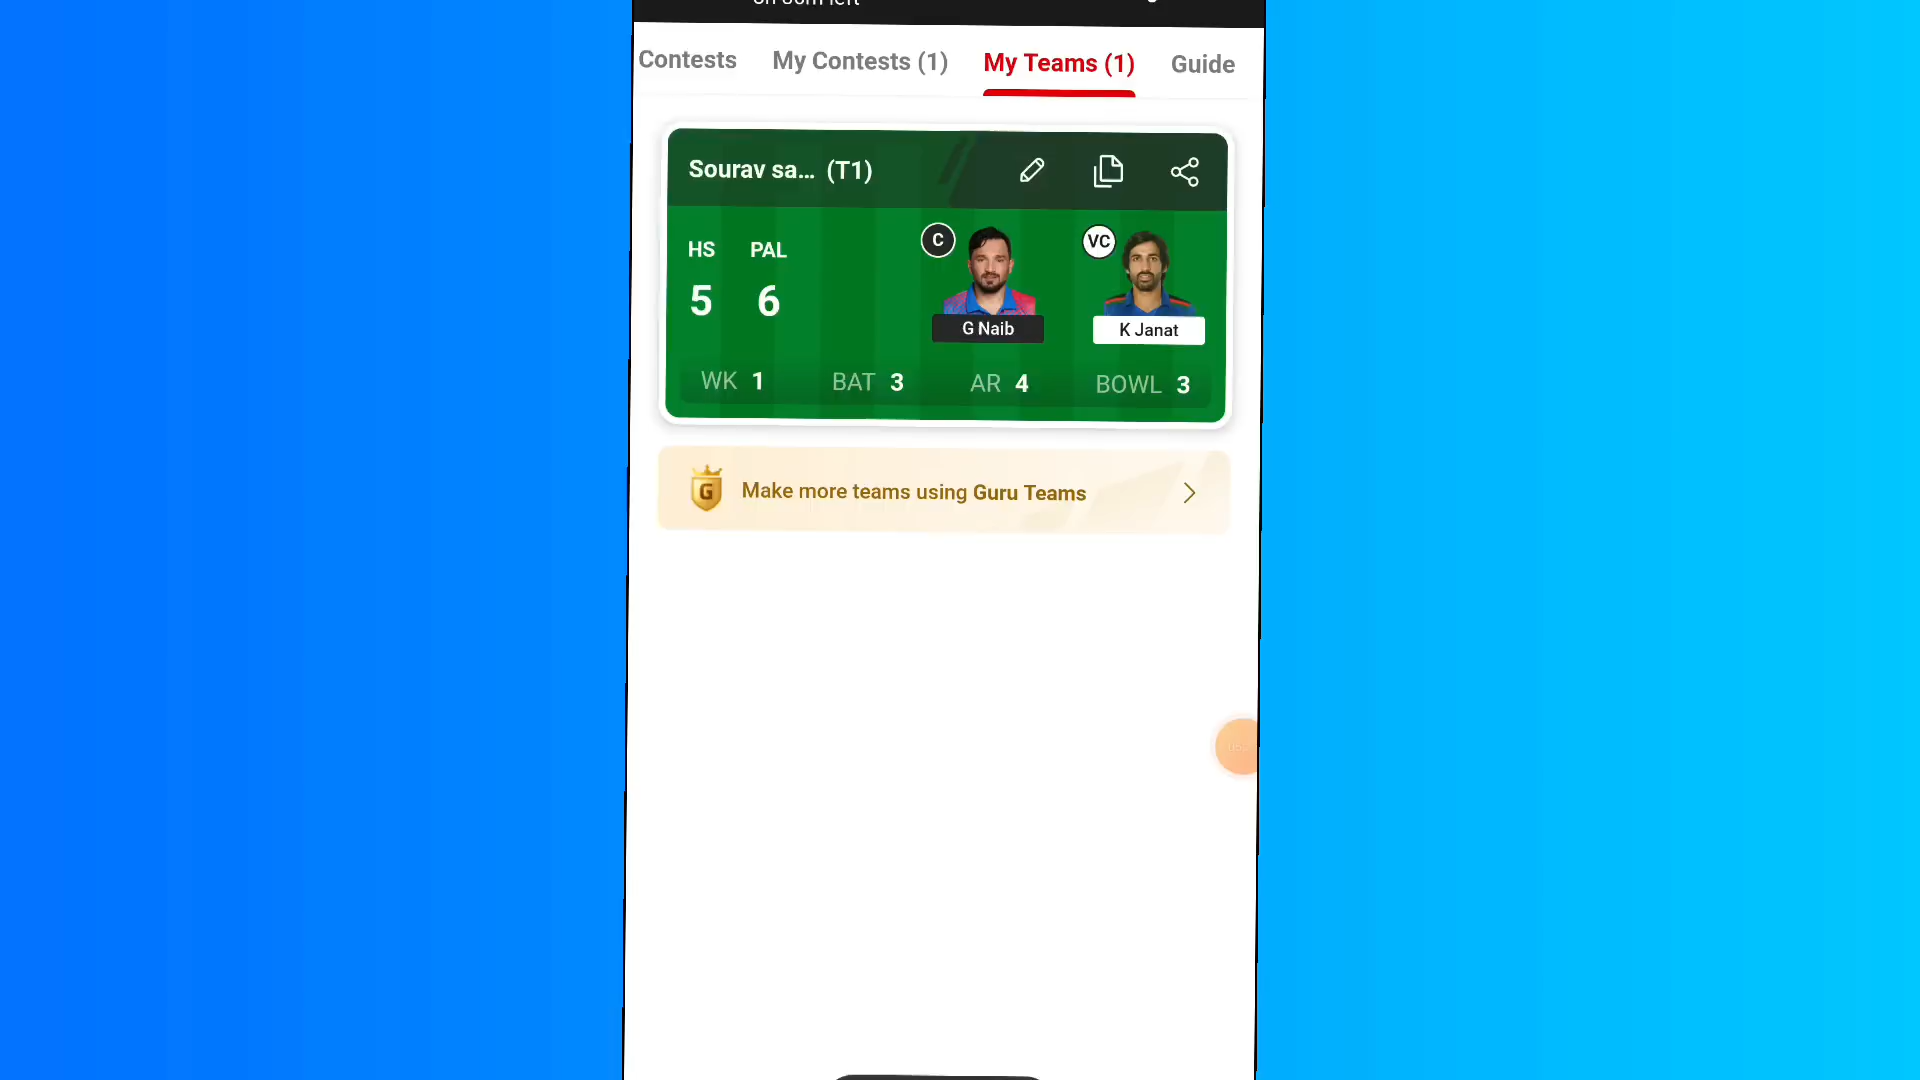 Contests My Contests (1) My Teams (1) Guide
Sourav sa... (T1)
HS PAL
5 6
C
VC
G Naib
K Janat
WK 1 BAT 3 AR 4 BOWL 3
G
Make more teams using Guru Teams